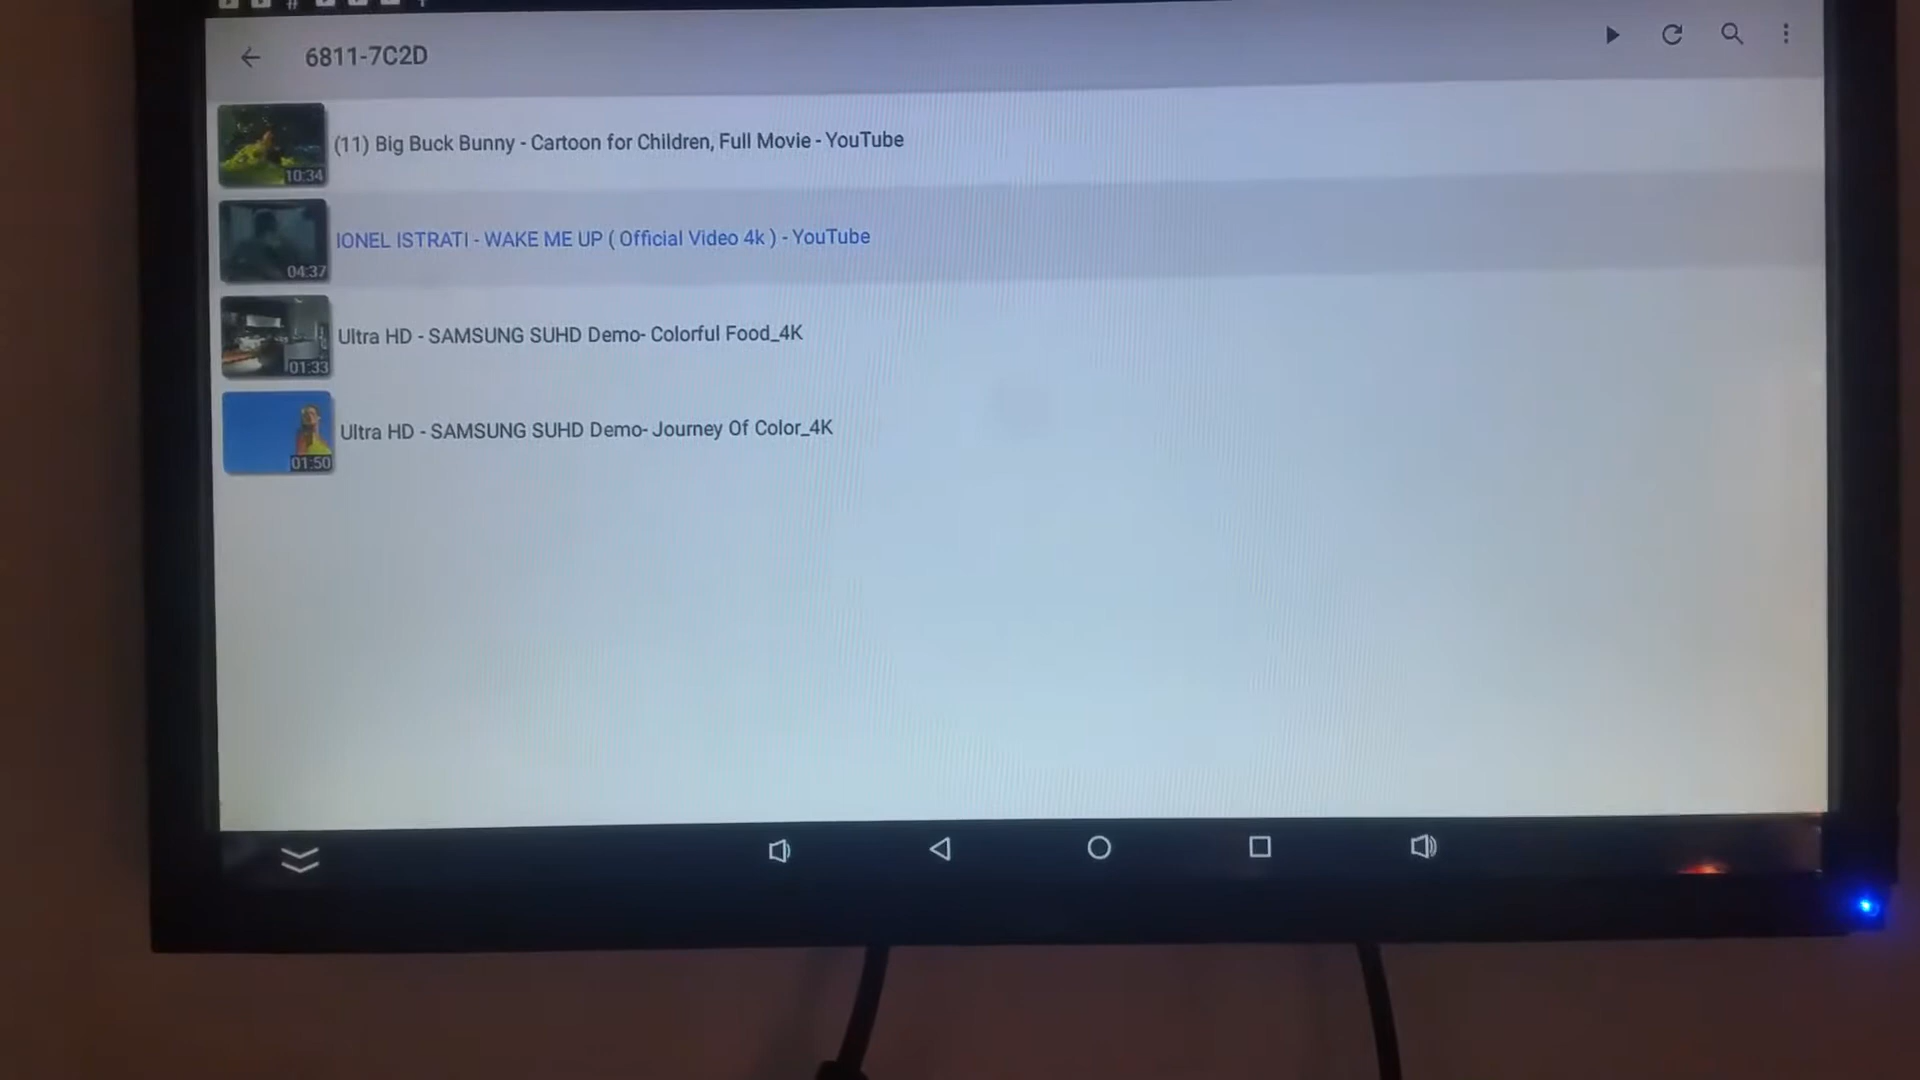 6811-7C2D
(11) Big Buck Bunny - Cartoon for Children, Full Movie - YouTube
10:34
IONEL ISTRATI - WAKE ME UP ( Official Video 4k ) - YouTube
04:37
Ultra HD - SAMSUNG SUHD Demo- Colorful Food_4K
01:33
Ultra HD - SAMSUNG SUHD Demo- Journey Of Color_4K
01:50